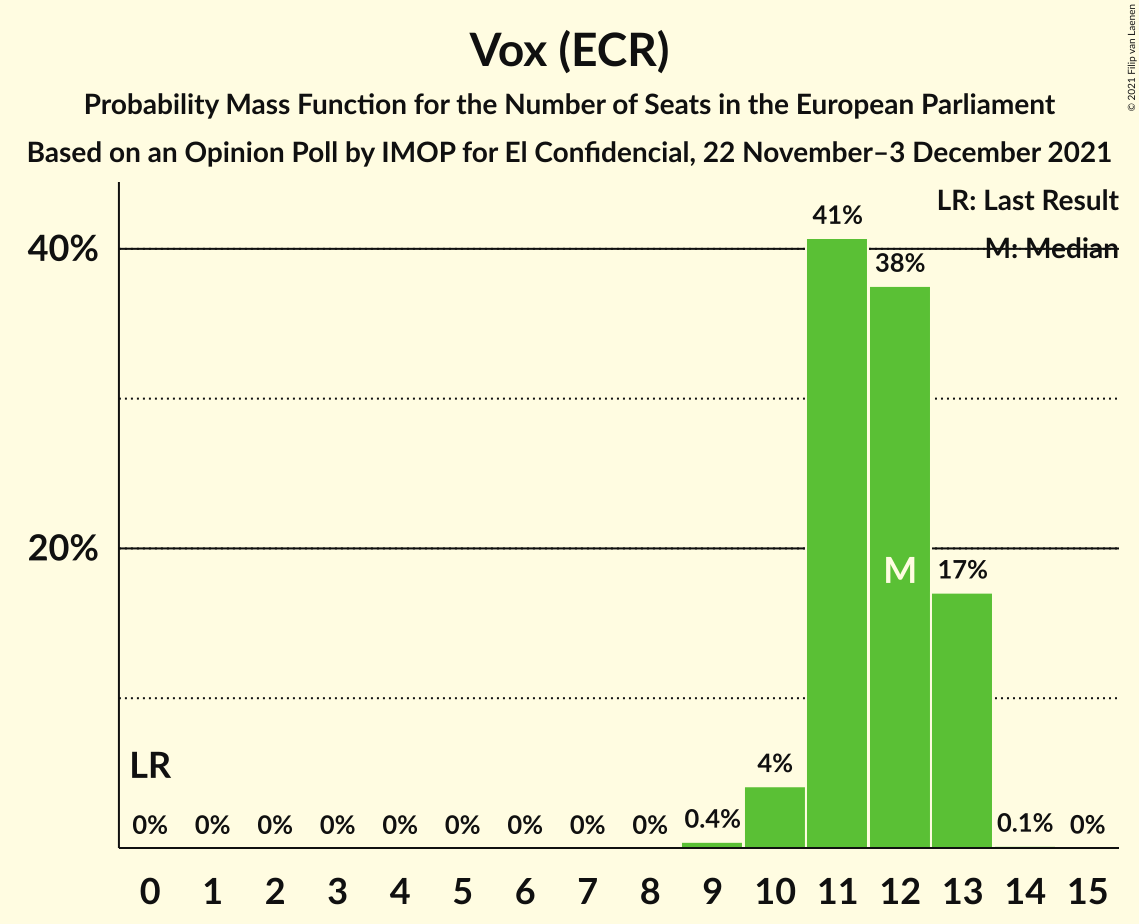 Vox (ECR)
Probability Mass Function for the Number of Seats in the European Parliament
Based on an Opinion Poll by IMOP for El Confidencial, 22 November–3 December 2021
© 2021 Filip van Laenen
LR: Last Result
M: Median
40%
20%
41%
38%
M
17%
LR
4%
0% 0% 0% 0% 0% 0% 0% 0% 0% 0.4% 0.1% 0%
0 1 2 3 4 5 6 7 8 9 10 11 12 13 14 15